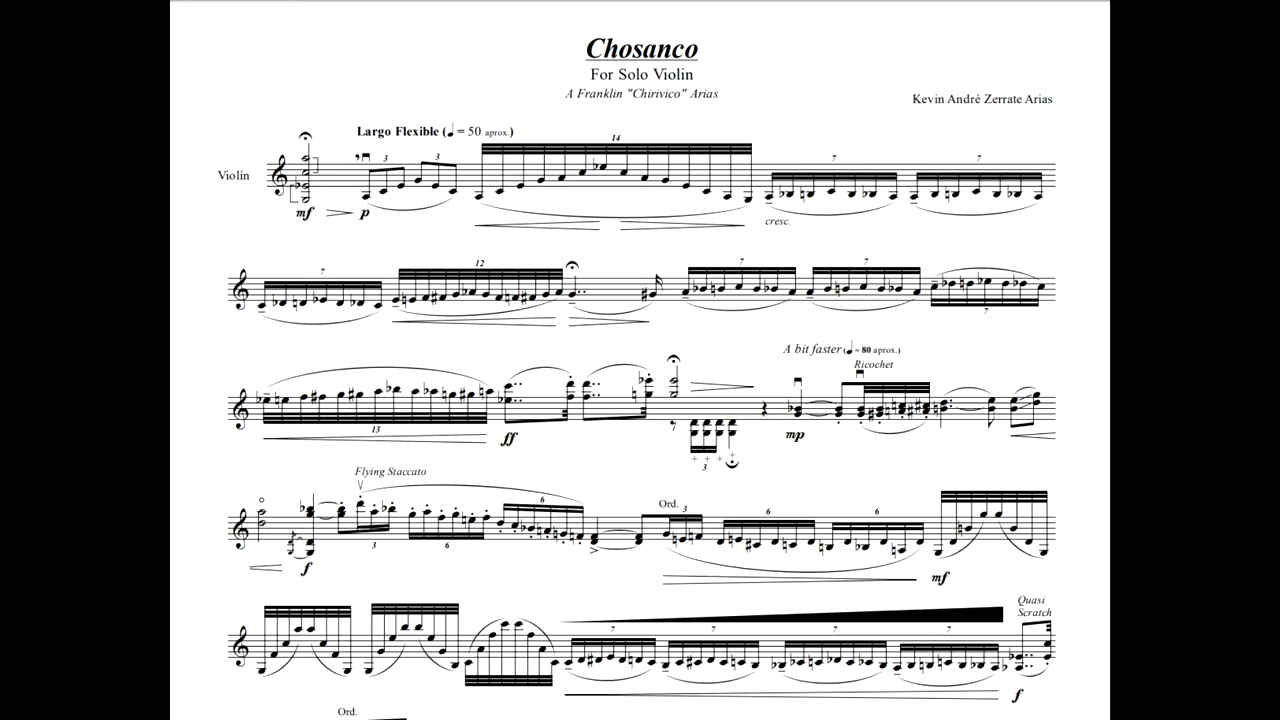 Chosanco
For Solo Violin
A Franklin "Chirivico" Arias
Kevin André Zerrate Arias
Largo Flexible (♩ = 50 aprox.)
3 3 14 7 7
Violín
mf p cresc.
7 12 7 7
7
A bit faster (♩ = 80 aprox.)
Ricochet
13 ff mp
3
Flying Staccato
6 Ord. 3 6 6
3 6
f mf
Quasi
Scratch
7 7 7 7
f
Ord.